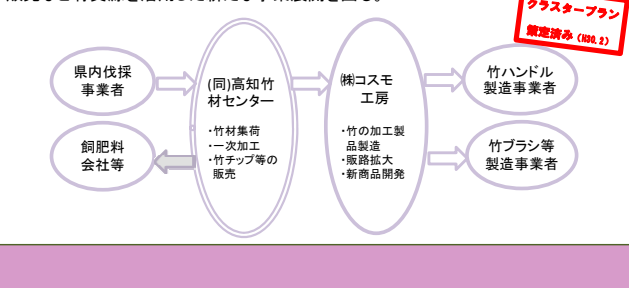 クラスタープラン
策定済み（H30.2）
県内伐採
事業者
飼肥料
会社等
(同)高知竹
材センター
・竹材集荷
・一次加工
・竹チップ等の
販売
㈱コスモ
工房
・竹の加工製
品製造
・販路拡大
・新商品開発
竹ハンドル
製造事業者
竹ブラシ等
製造事業者